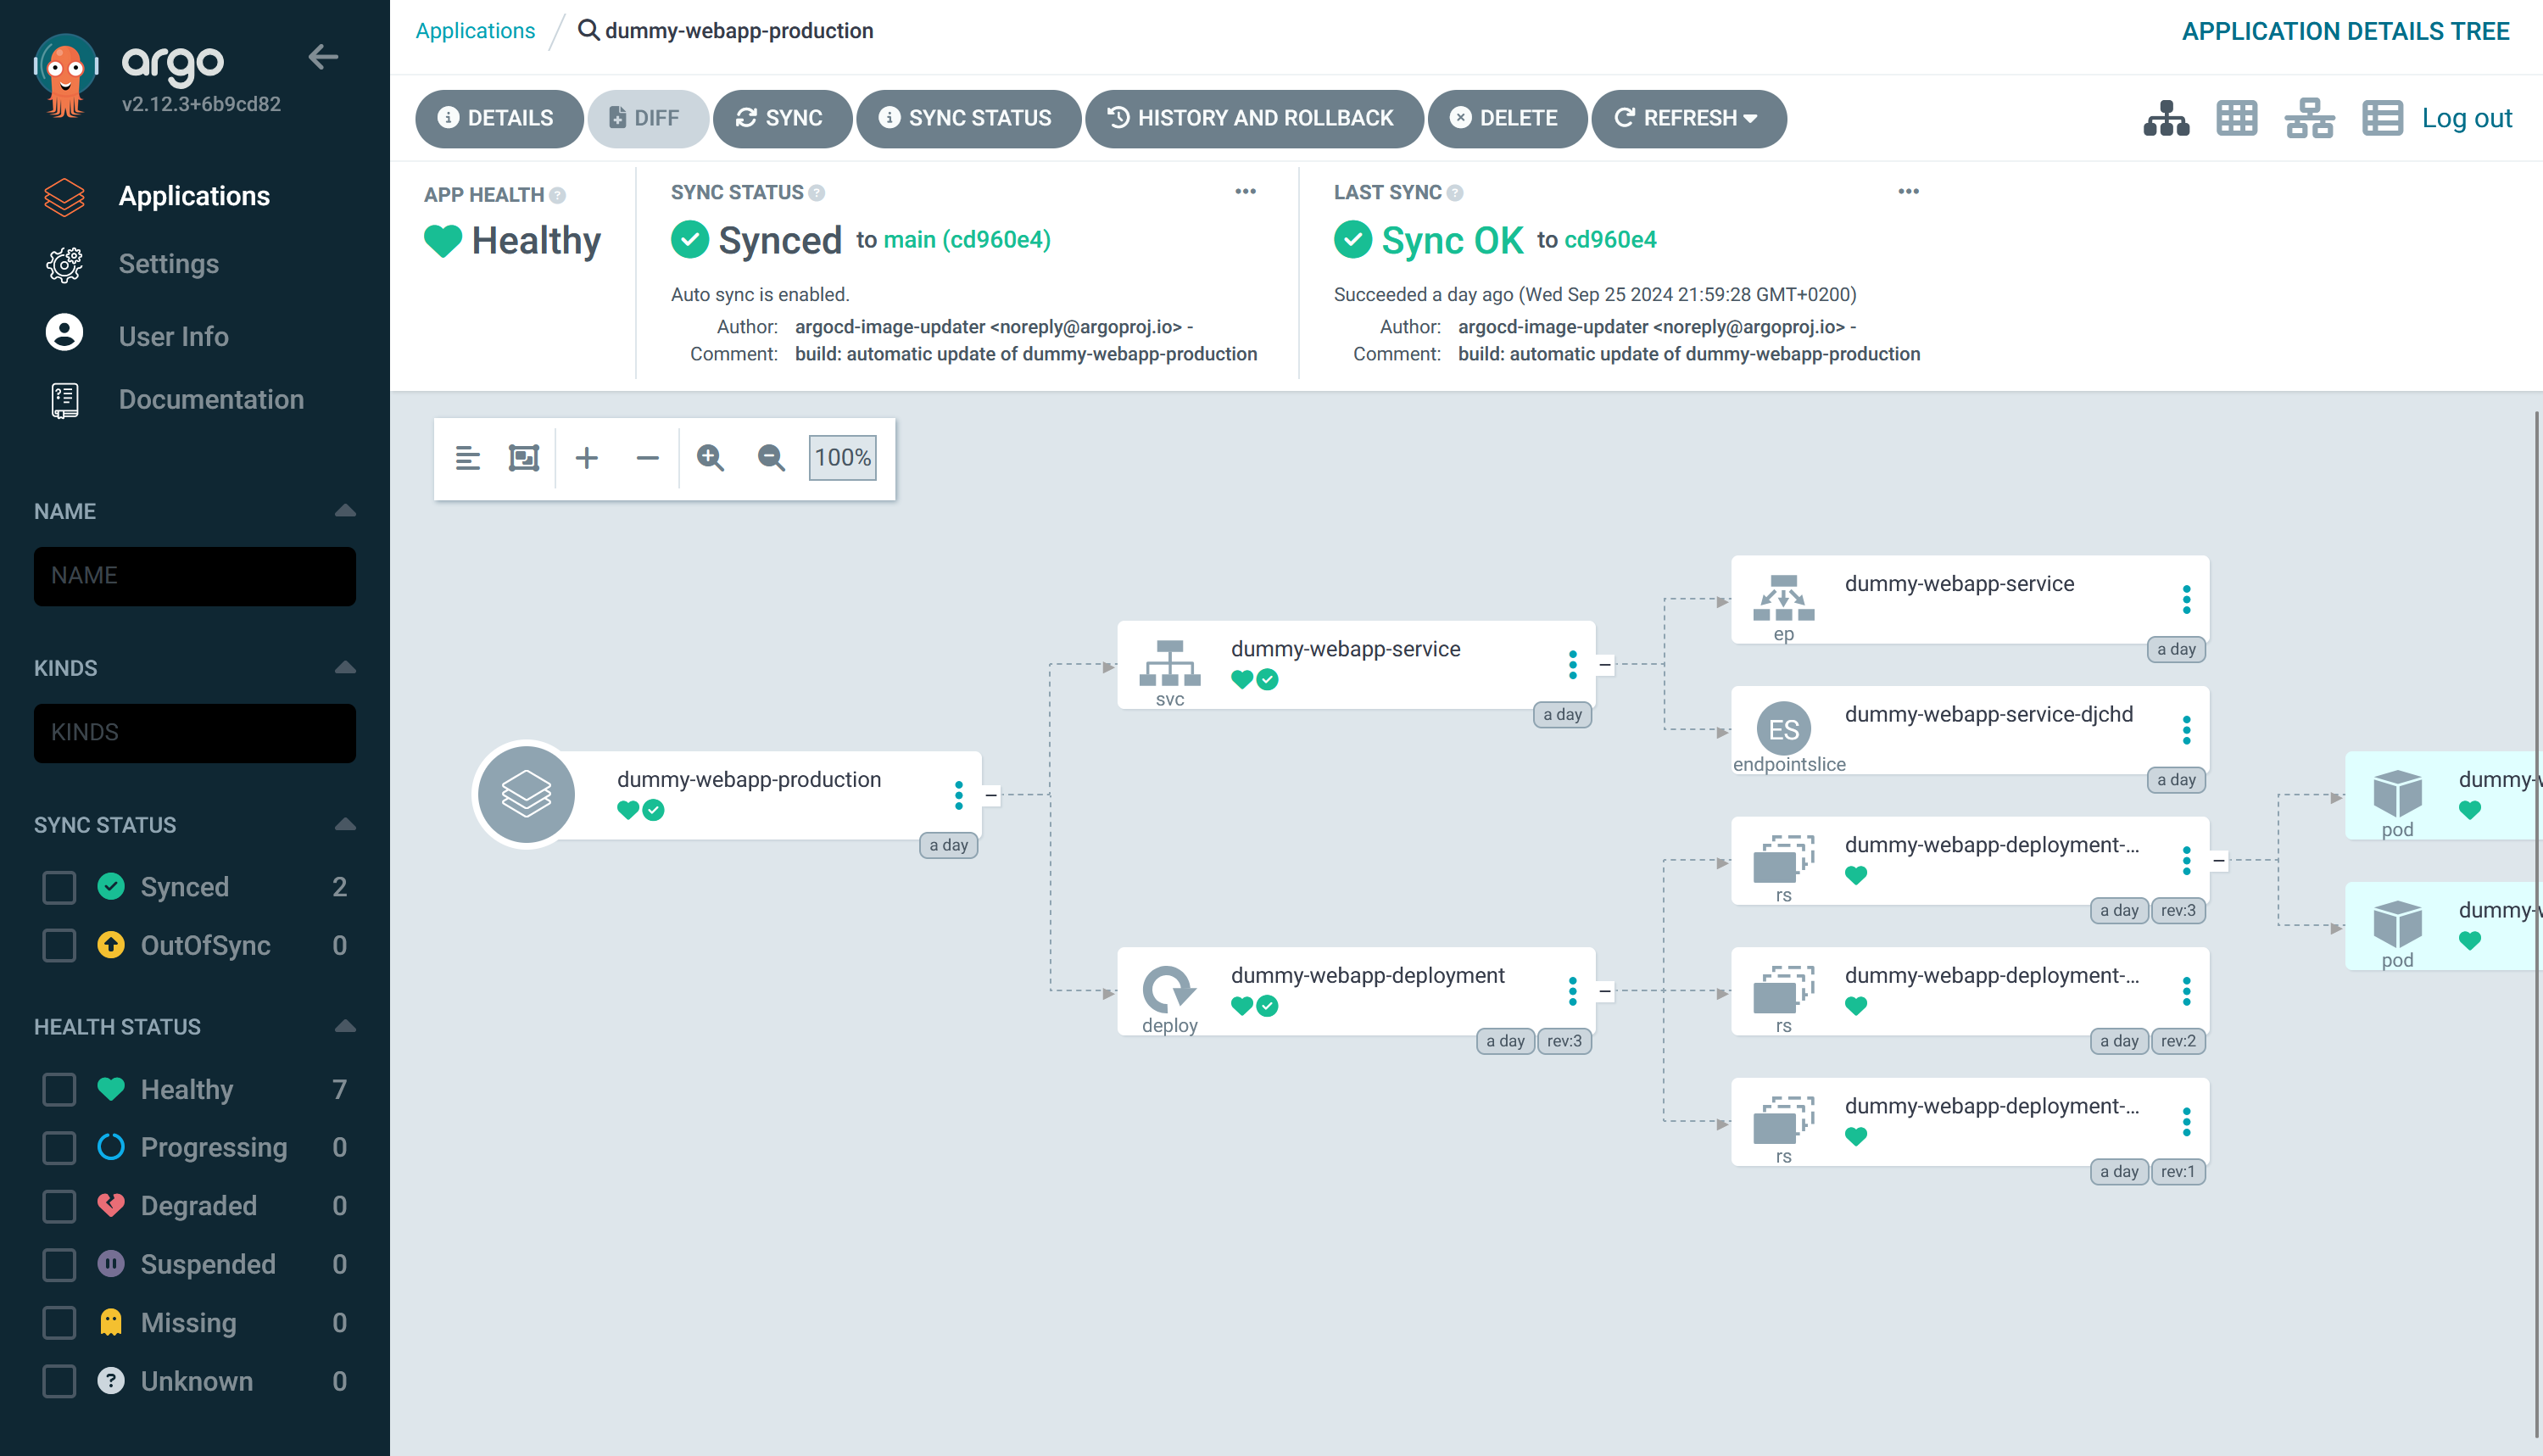 argo
v2.12.3+6b9cd82
Applications
Settings
User Info
Documentation
NAME
NAME
KINDS
KINDS
SYNC STATUS
Synced 2
OutOfSync 0
HEALTH STATUS
Healthy 7
Progressing 0
Degraded 0
Suspended 0
Missing 0
Unknown 0
Applications / dummy-webapp-production
APPLICATION DETAILS TREE
DETAILS DIFF SYNC SYNC STATUS HISTORY AND ROLLBACK DELETE REFRESH
Log out
APP HEALTH
Healthy
SYNC STATUS
Synced to main (cd960e4)
Auto sync is enabled.
Author: argocd-image-updater <noreply@argoproj.io> -
Comment: build: automatic update of dummy-webapp-production
LAST SYNC
Sync OK to cd960e4
Succeeded a day ago (Wed Sep 25 2024 21:59:28 GMT+0200)
Author: argocd-image-updater <noreply@argoproj.io> -
Comment: build: automatic update of dummy-webapp-production
100%
dummy-webapp-production
a day
dummy-webapp-service
svc
a day
dummy-webapp-deployment
deploy
a day rev:3
dummy-webapp-service
ep
a day
ES
dummy-webapp-service-djchd
endpointslice
a day
dummy-webapp-deployment-...
rs
a day rev:3
dummy-webapp-deployment-...
rs
a day rev:2
dummy-webapp-deployment-...
rs
a day rev:1
pod
pod